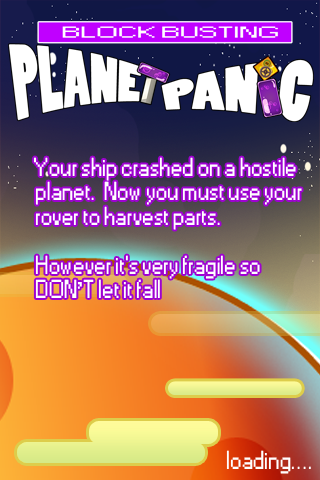 BLOCK BUSTING
PLANET PANIC
Your ship crashed on a hostile
planet. Now you must use your
rover to harvest parts.
However it's very fragile so
DON'T let it fall
loading....